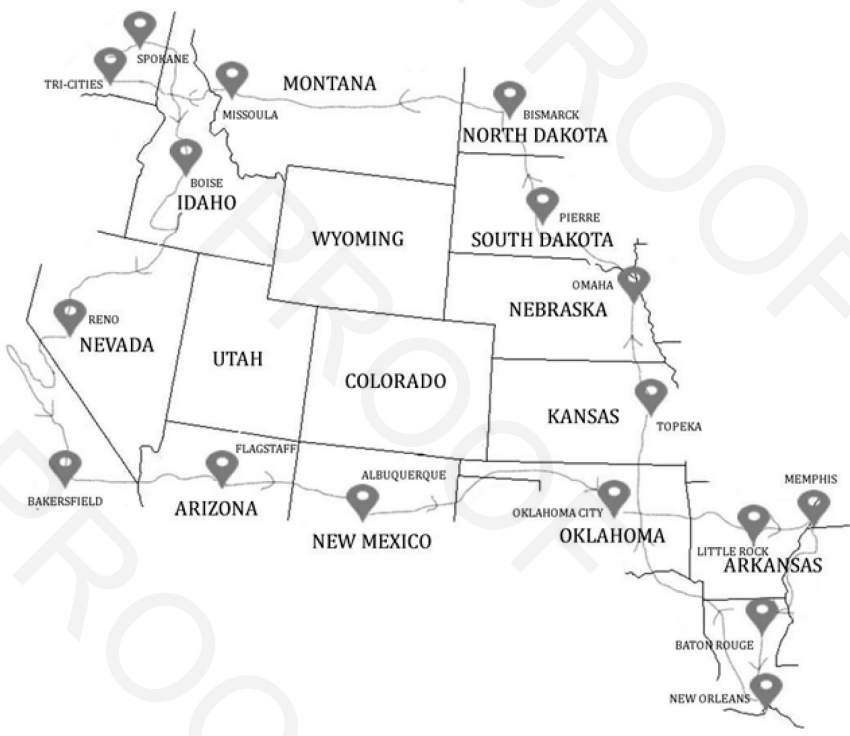 SPOKANE
TRI-CITIES
MONTANA
MISSOULA
BISMARCK
NORTH DAKOTA
BOISE
IDAHO
PIERRE
SOUTH DAKOTA
WYOMING
OMAHA
NEBRASKA
RENO
NEVADA
UTAH
COLORADO
KANSAS
TOPEKA
FLAGSTAFF
BAKERSFIELD
ARIZONA
ALBUQUERQUE
NEW MEXICO
OKLAHOMA CITY
OKLAHOMA
MEMPHIS
LITTLE ROCK
ARKANSAS
BATON ROUGE
NEW ORLEANS
PROOF
PROOF
PROOF